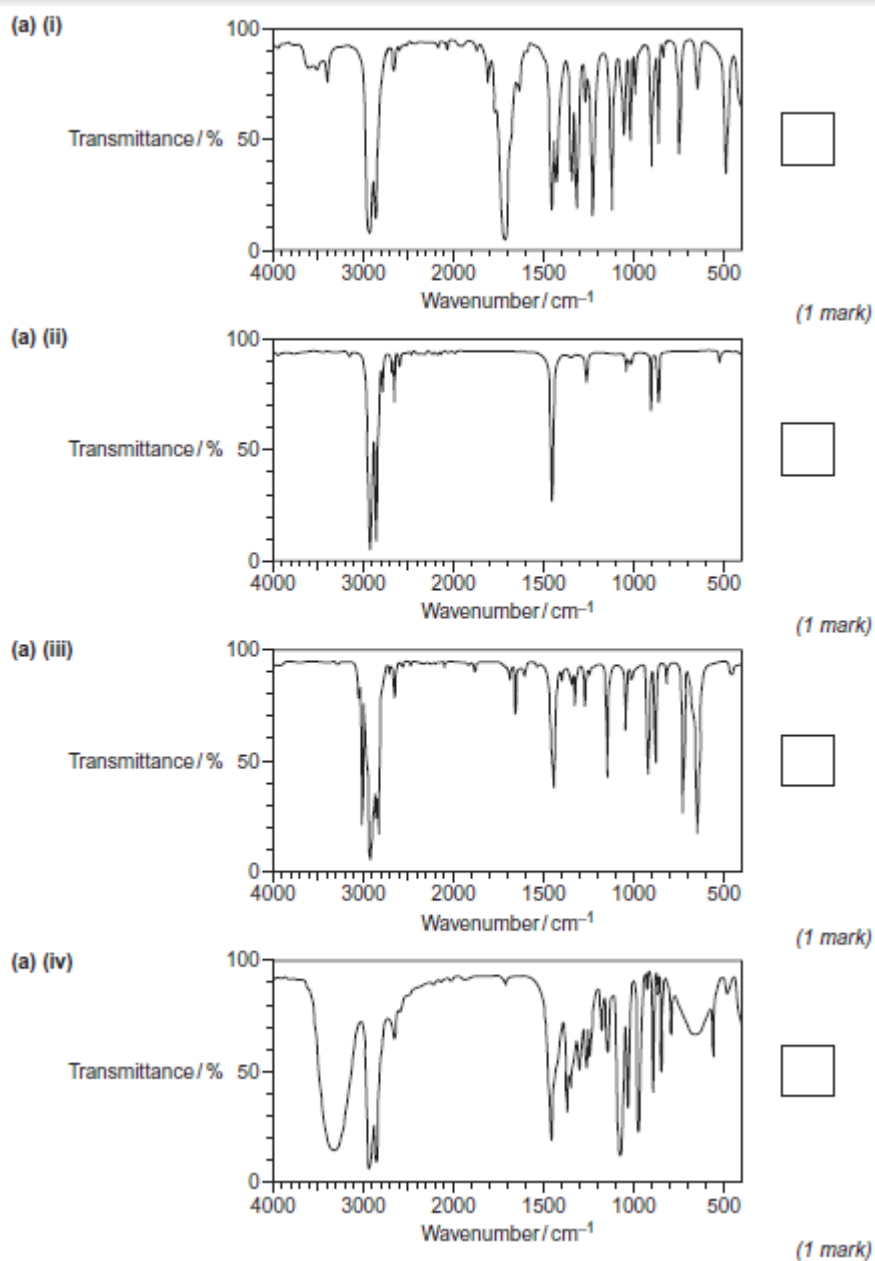 (a) (i)
100
Transmittance / % 50
0
4000 3000 2000 1500 1000 500
Wavenumber / cm⁻¹
(1 mark)
(a) (ii)
100
Transmittance / % 50
0
4000 3000 2000 1500 1000 500
Wavenumber / cm⁻¹
(1 mark)
(a) (iii)
100
Transmittance / % 50
0
4000 3000 2000 1500 1000 500
Wavenumber / cm⁻¹
(1 mark)
(a) (iv)
100
Transmittance / % 50
0
4000 3000 2000 1500 1000 500
Wavenumber / cm⁻¹
(1 mark)